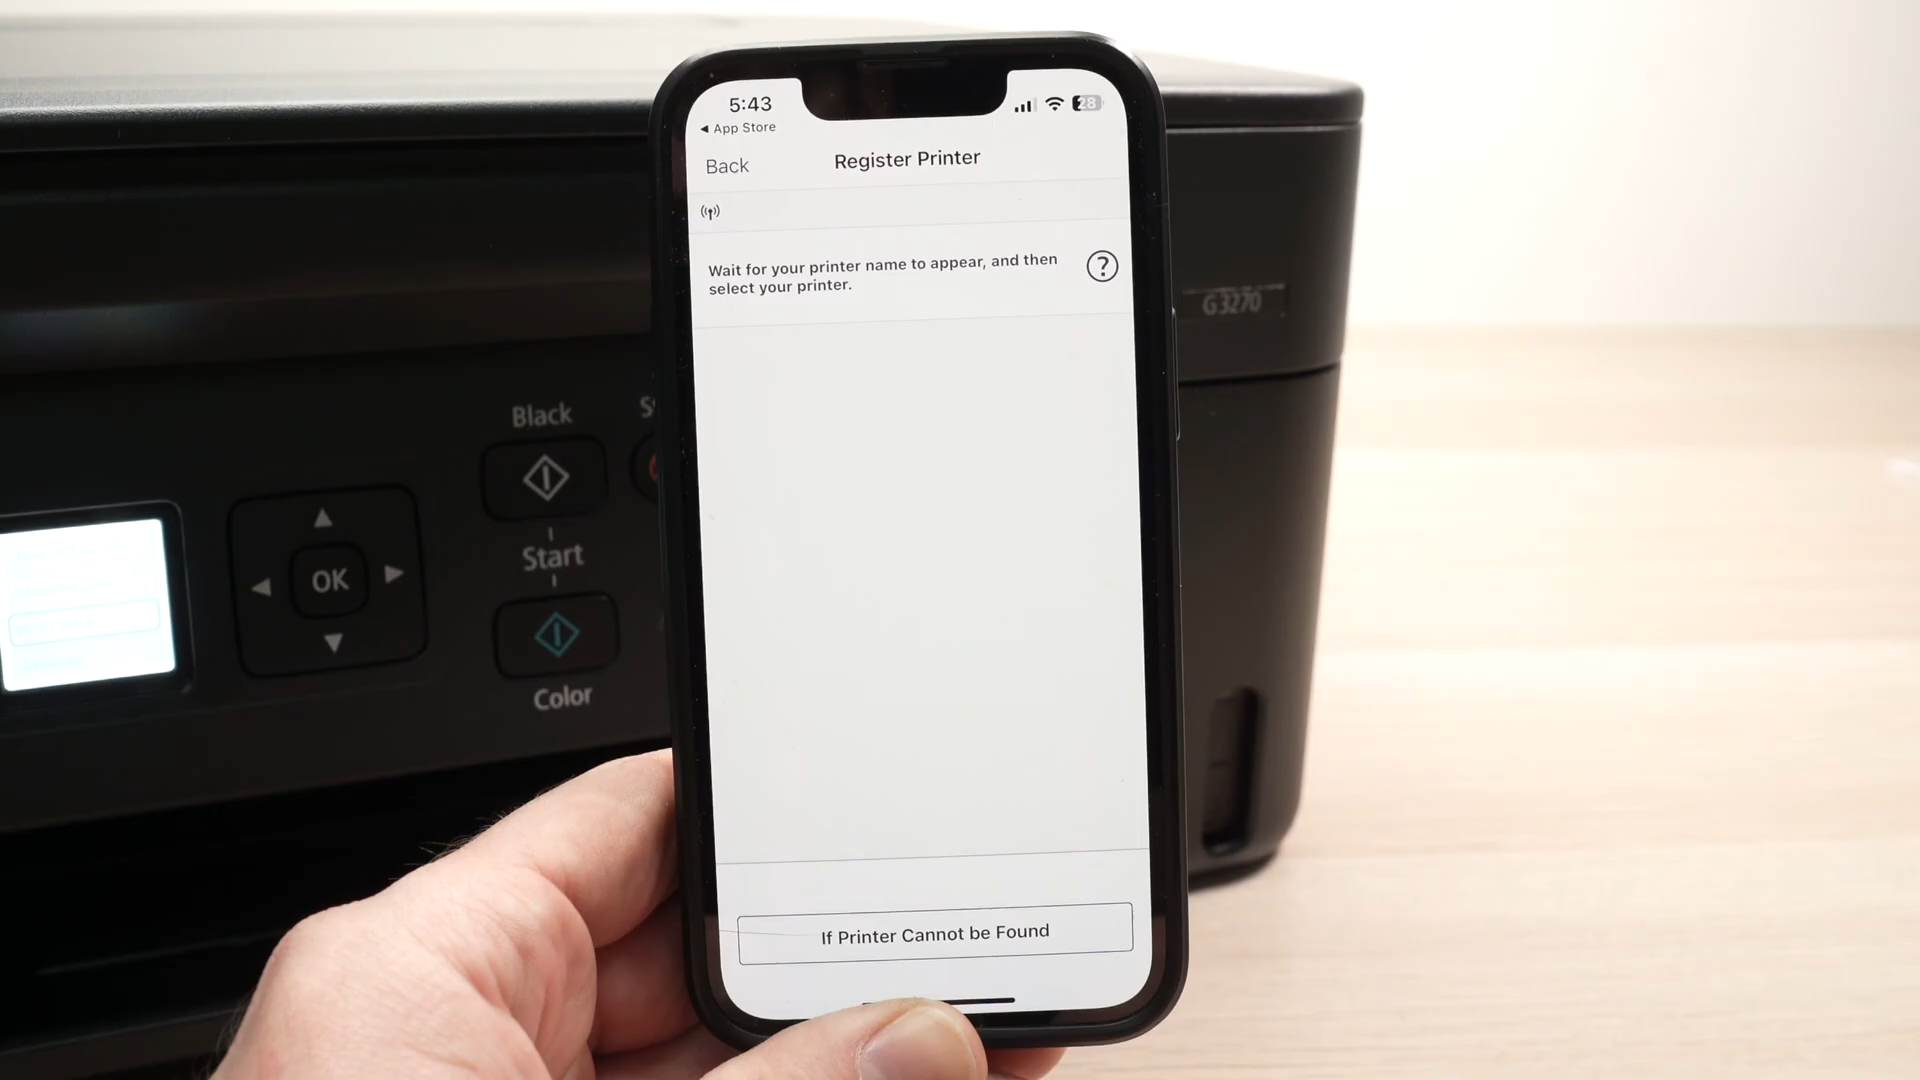 5:43
28
◄ App Store
Back
Register Printer
Wait for your printer name to appear, and then
select your printer.
?
If Printer Cannot be Found
G3270
Black
Start
OK
Color